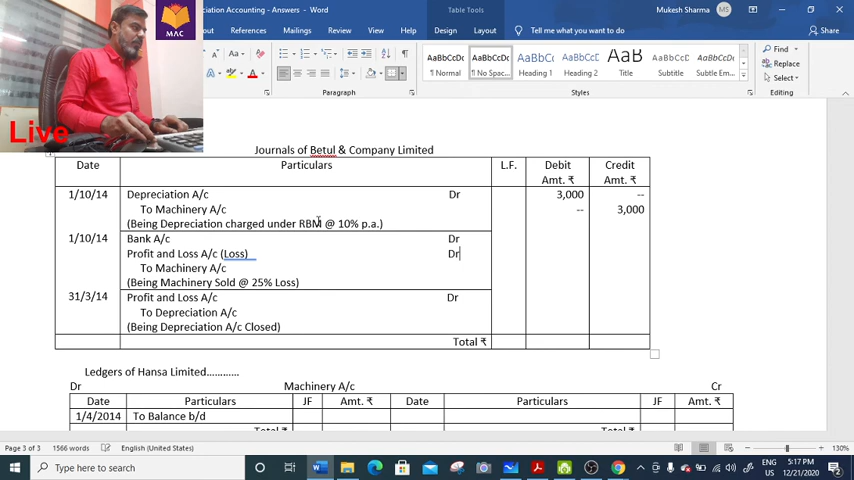 ciation Accounting - Answers - Word
Table Tools
Mukesh Sharma
MS
Mailings Review View Help Design Layout Tell me what you want to do Share
Aa
AaBbCcDc AaBbCcDc AaBbCc AaBbCcD AaB AaBbCcD AaBbCcD
¶ Normal ¶ No Spac... Heading 1 Heading 2 Title Subtitle Subtle Em...
Find
Replace
Select
Paragraph Styles Editing
MAC
Live
Journals of Betul & Company Limited
Date Particulars L.F. Debit Credit
Amt. ₹ Amt. ₹
1/10/14 Depreciation A/c Dr 3,000 --
To Machinery A/c -- 3,000
(Being Depreciation charged under RBM @ 10% p.a.)
1/10/14 Bank A/c Dr
Profit and Loss A/c (Loss) Dr
To Machinery A/c
(Being Machinery Sold @ 25% Loss)
31/3/14 Profit and Loss A/c Dr
To Depreciation A/c
(Being Depreciation A/c Closed)
Total ₹
Ledgers of Hansa Limited............
Dr Machinery A/c Cr
Date Particulars JF Amt. ₹ Date Particulars JF Amt. ₹
1/4/2014 To Balance b/d
Total ₹ Total ₹
Page 3 of 3 1566 words English (United States) 130%
Type here to search
ENG
US
5:17 PM
12/21/2020